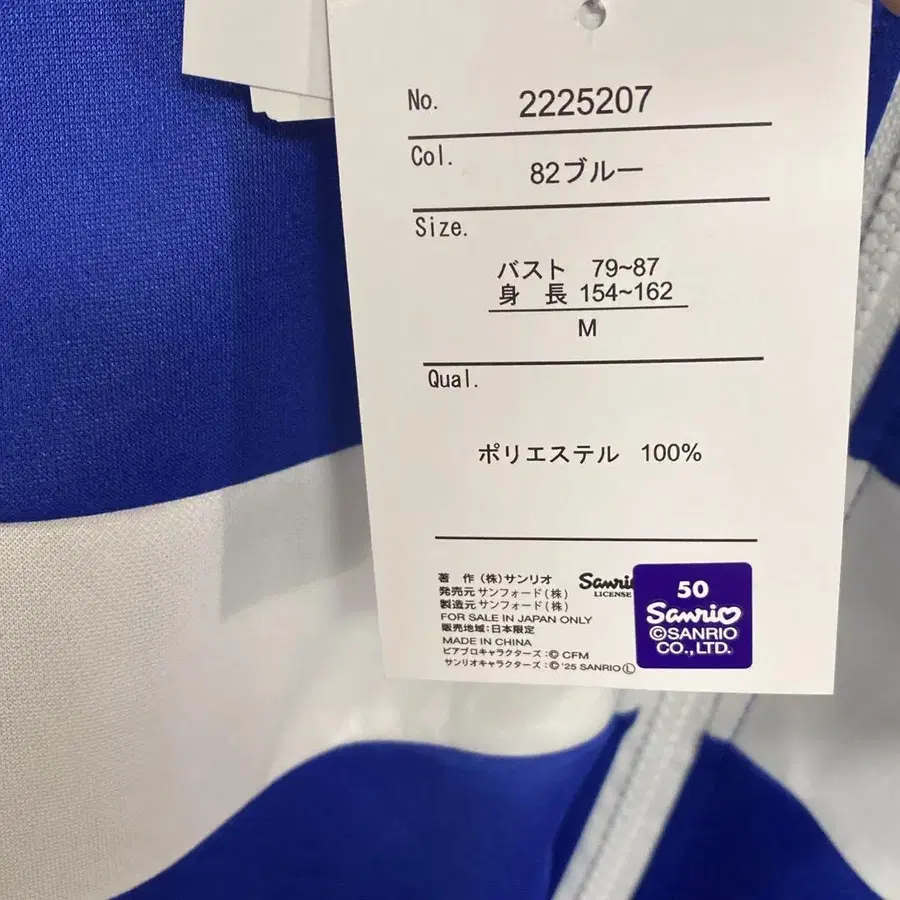 No. 2225207
Col. 82ブルー
Size.
バスト 79~87
身 長 154~162
M
Qual.
ポリエステル 100%
著 作 (株)サンリオ
発売元 サンフォード(株)
製造元 サンフォード(株)
FOR SALE IN JAPAN ONLY
販売地域:日本限定
MADE IN CHINA
ピアプロキャラクターズ:© CFM
サンリオキャラクターズ:© '25 SANRIO Ⓛ
Sanrio
LICENSE
50
Sanrio
©SANRIO
CO.,LTD.